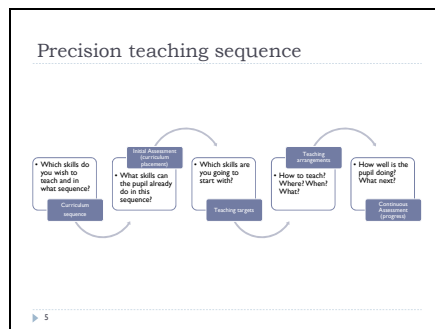 Precision teaching sequence
• Which skills do
you wish to
teach and in
what sequence?
Curriculum
sequence
Initial Assessment
(curriculum
placement)
• What skills can
the pupil already
do in this
sequence?
• Which skills are
you going to
start with?
Teaching targets
Teaching
arrangements
• How to teach?
Where? When?
What?
• How well is the
pupil doing?
What next?
Continuous
Assessment
(progress)
5